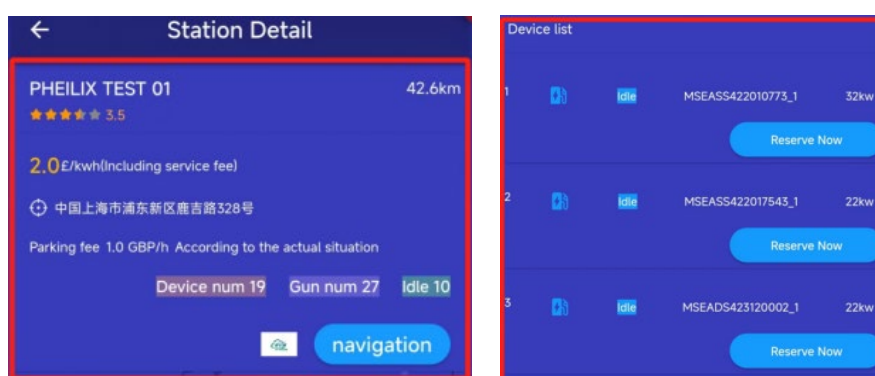 Station Detail
PHEILIX TEST 01
42.6km
3.5
2.0£/kwh(Including service fee)
中国上海市浦东新区鹿吉路328号
Parking fee 1.0 GBP/h According to the actual situation
Device num 19 Gun num 27 Idle 10
navigation
Device list
1 Idle MSEASS422010773_1 32kw
Reserve Now
2 Idle MSEASS422017543_1 22kw
Reserve Now
3 Idle MSEADS423120002_1 22kw
Reserve Now